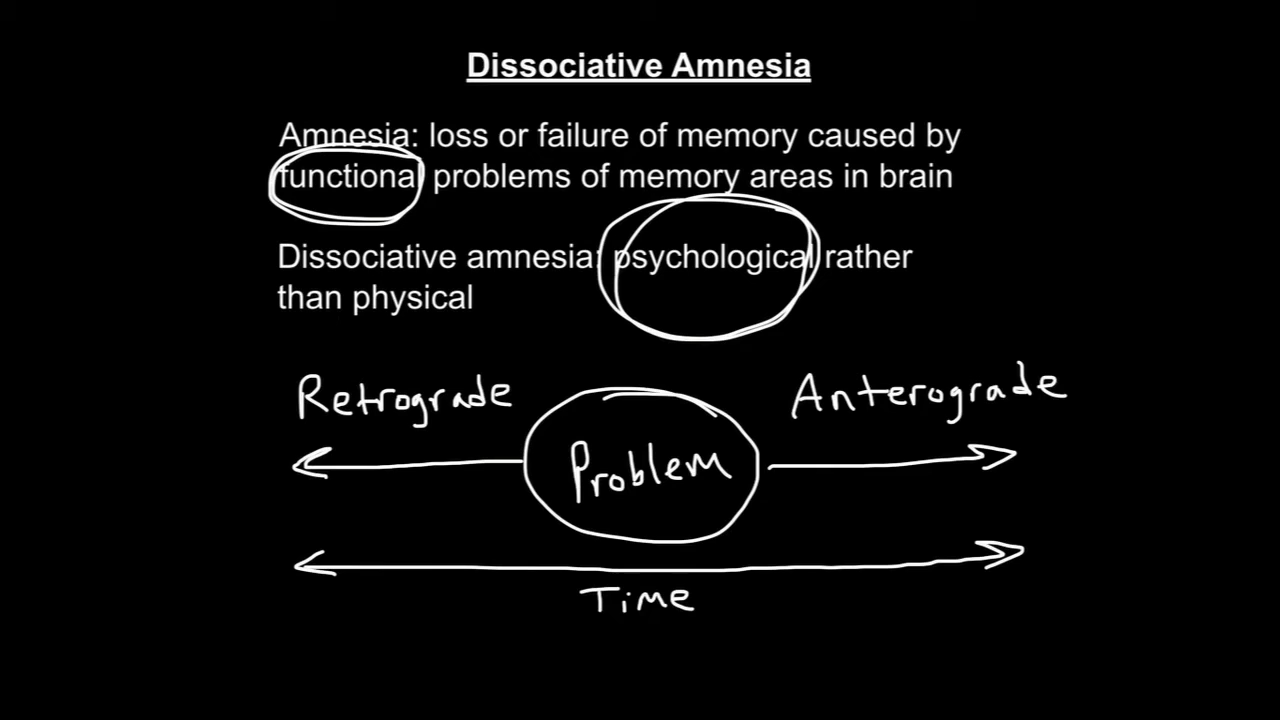 Dissociative Amnesia
Amnesia: loss or failure of memory caused by
functional problems of memory areas in brain
Dissociative amnesia: psychological rather
than physical
Retrograde
Anterograde
Problem
Time